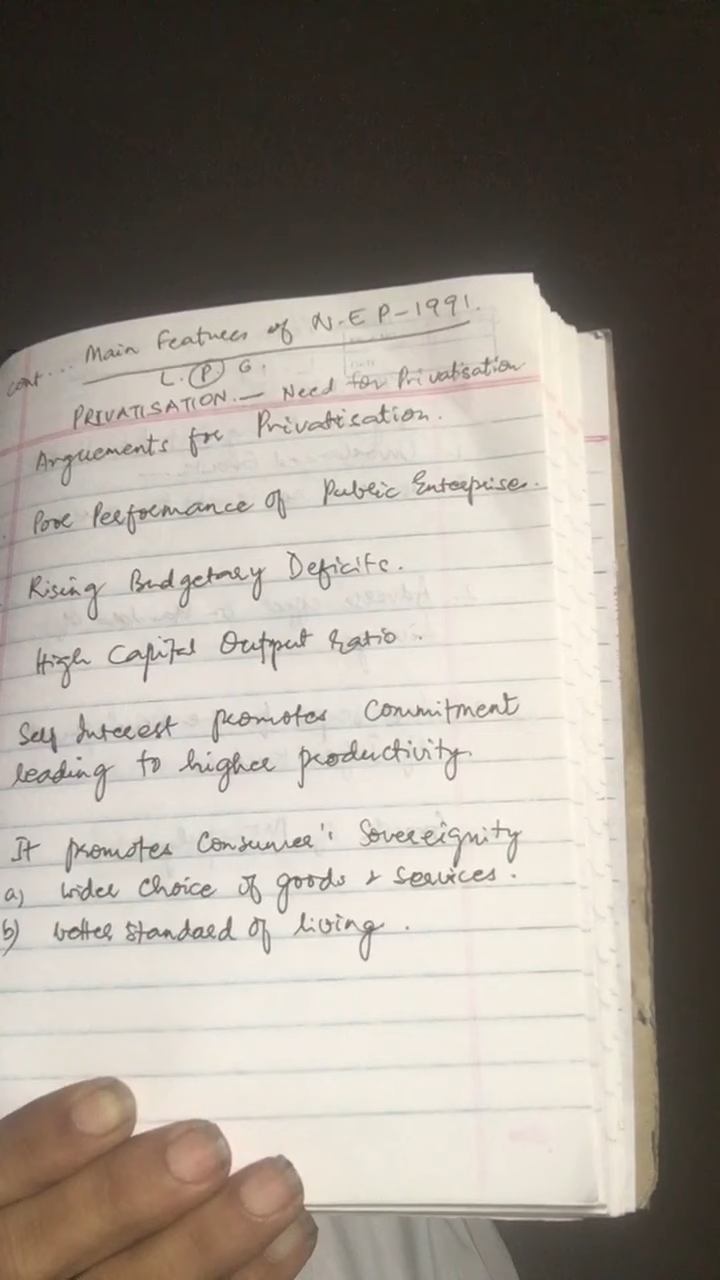 cont... Main Features of N.E P-1991.
L. P G.
PRIVATISATION. — Need for Privatisation
Arguements for Privatisation.
Poor Performance of Public Enterprise.
Rising Budgetary Deficits.
High Capital Output Ratio.
Self Interest promotes Commitment
leading to higher productivity.
It promotes Consumer's Sovereignity
a) wider choice of goods & services.
b) better standard of living.